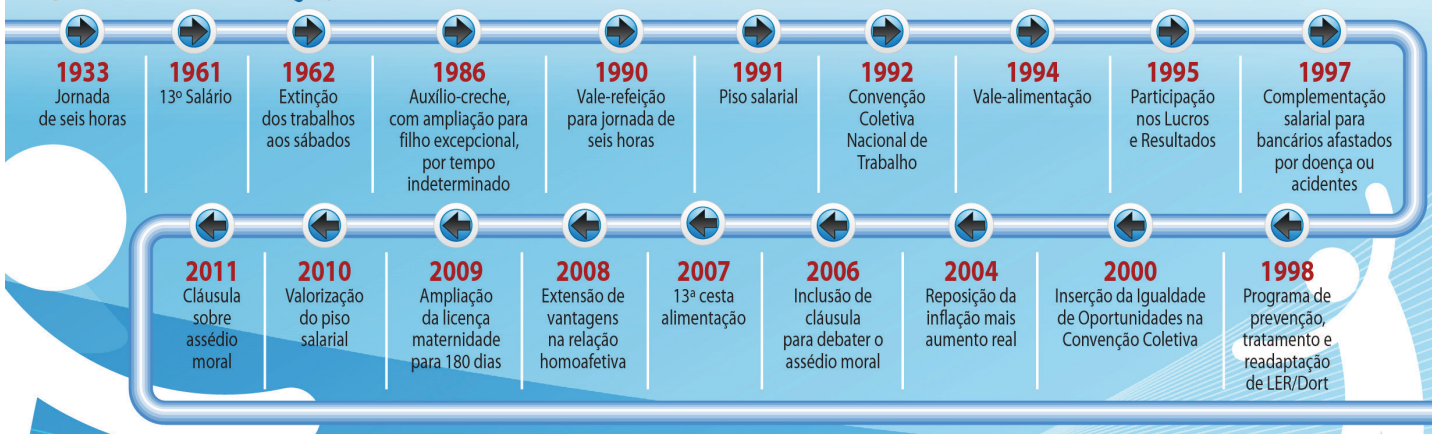 1933
Jornada
de seis horas
1961
13º Salário
1962
Extinção
dos trabalhos
aos sábados
1986
Auxílio-creche,
com ampliação para
filho excepcional,
por tempo
indeterminado
1990
Vale-refeição
para jornada de
seis horas
1991
Piso salarial
1992
Convenção
Coletiva
Nacional de
Trabalho
1994
Vale-alimentação
1995
Participação
nos Lucros
e Resultados
1997
Complementação
salarial para
bancários afastados
por doença ou
acidentes
1998
Programa de
prevenção,
tratamento e
readaptação
de LER/Dort
2000
Inserção da Igualdade
de Oportunidades na
Convenção Coletiva
2004
Reposição da
inflação mais
aumento real
2006
Inclusão de
cláusula
para debater o
assédio moral
2007
13ª cesta
alimentação
2008
Extensão de
vantagens
na relação
homoafetiva
2009
Ampliação
da licença
maternidade
para 180 dias
2010
Valorização
do piso
salarial
2011
Cláusula
sobre
assédio
moral